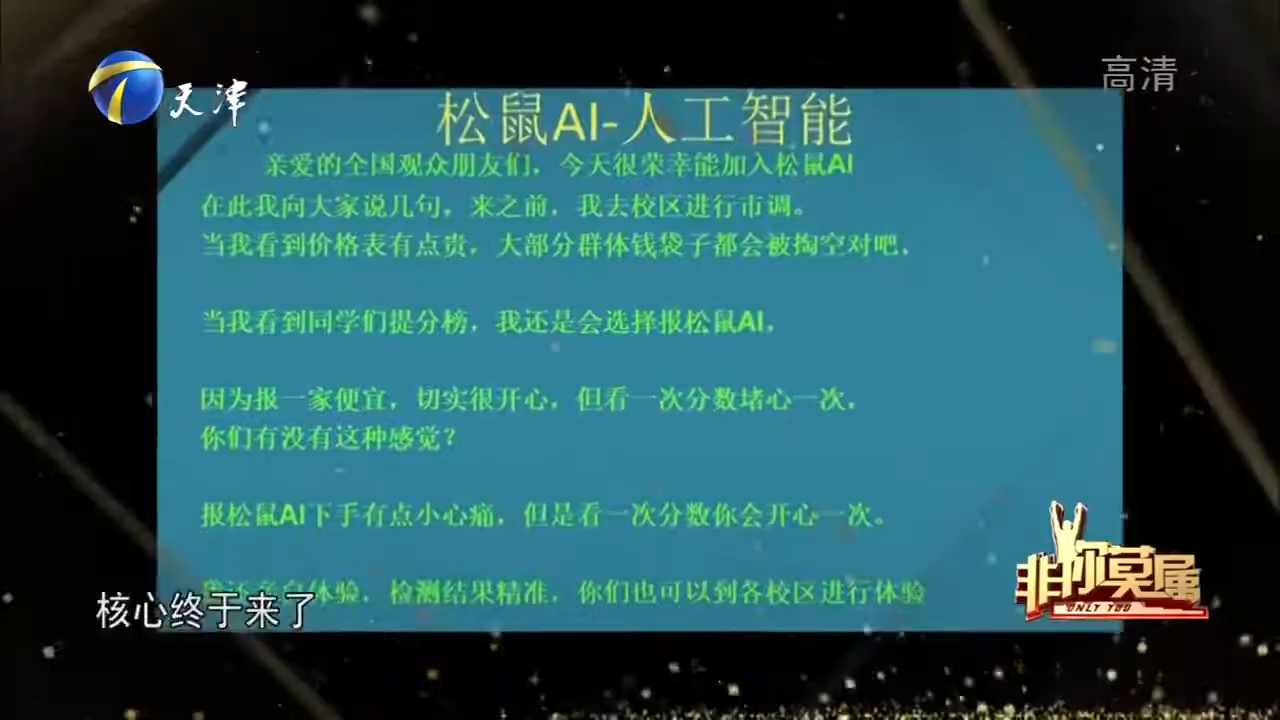 天津
高清
松鼠AI-人工智能
亲爱的全国观众朋友们，今天很荣幸能加入松鼠AI
在此我向大家说几句，来之前，我去校区进行市调。
当我看到价格表有点贵，大部分群体钱袋子都会被掏空对吧，
当我看到同学们提分榜，我还是会选择报松鼠AI，
因为报一家便宜，切实很开心，但看一次分数堵心一次，
你们有没有这种感觉？
报松鼠AI下手有点小心痛，但是看一次分数你会开心一次。
体验，检测结果精准，你们也可以到各校区进行体验
核心终于来了
非你莫属
ONLY YOU